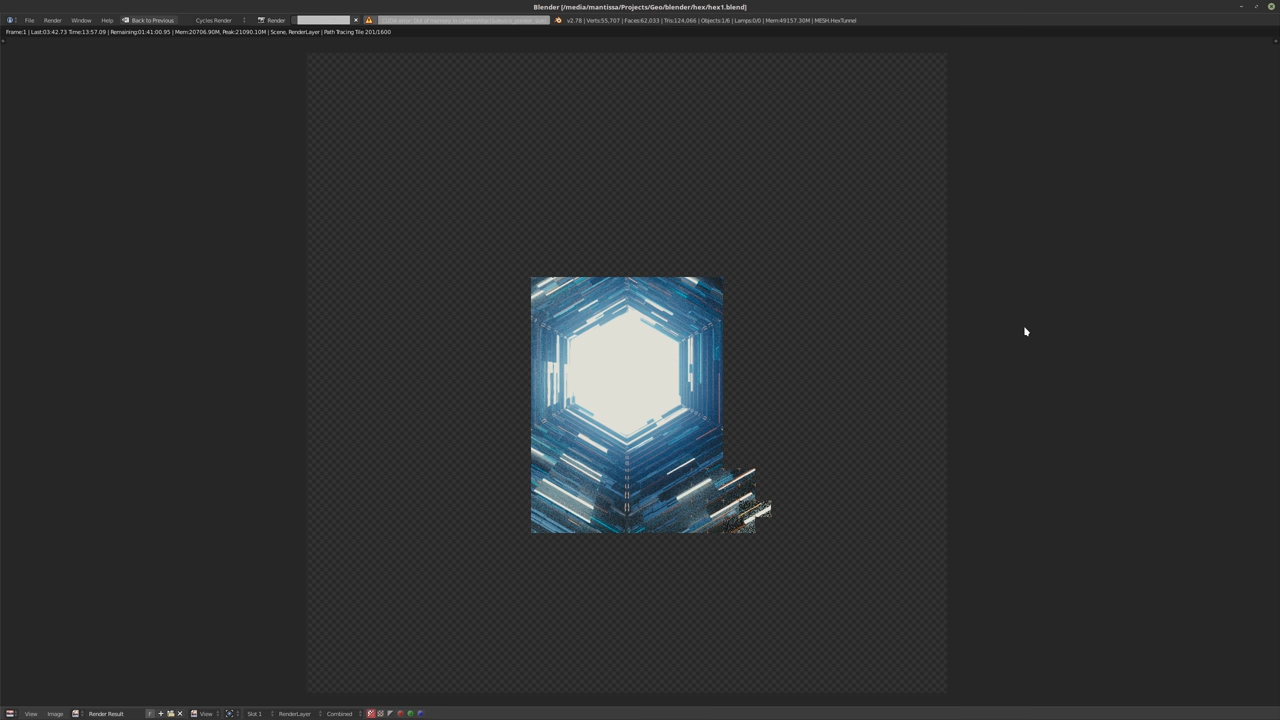 Blender [/media/mantissa/Projects/Geo/blender/hex/hex1.blend]
File Render Window Help Back to Previous Cycles Render Render v2.78 | Verts:55,707 | Faces:62,033 | Tris:124,066 | Objects:1/6 | Lamps:0/0 | Mem:49157.30M | MESH.HexTunnel
Frame:1 | Last:03:42.73 Time:13:57.09 | Remaining:01:41:00.95 | Mem:20706.90M, Peak:21090.10M | Scene, RenderLayer | Path Tracing Tile 201/1600
View Image Render Result F View Slot 1 RenderLayer Combined